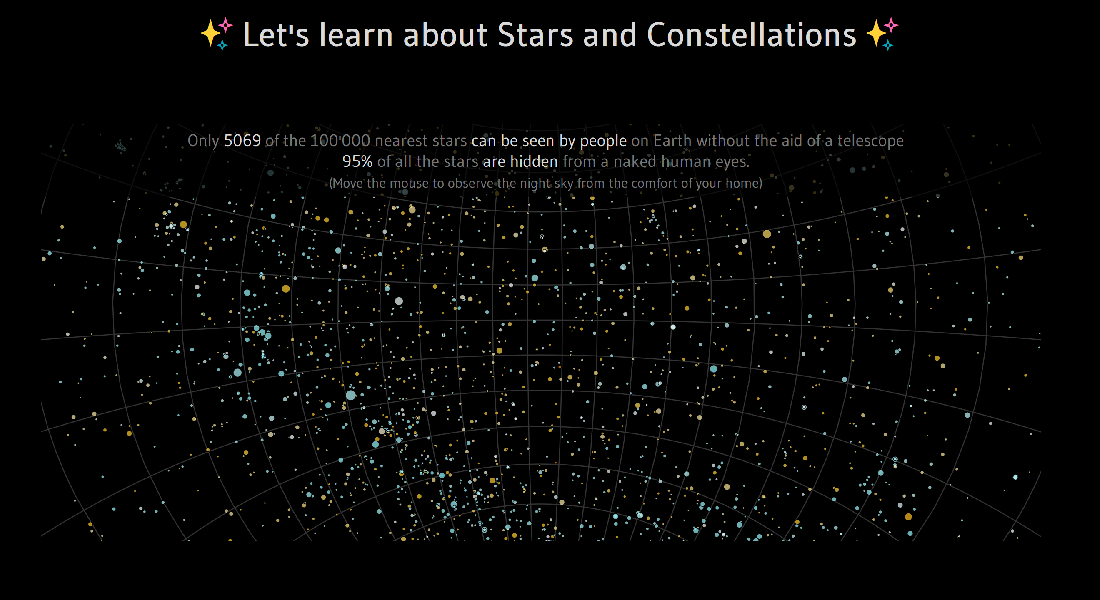 ✨ Let's learn about Stars and Constellations ✨
Only 5069 of the 100'000 nearest stars can be seen by people on Earth without the aid of a telescope
95% of all the stars are hidden from a naked human eyes.
(Move the mouse to observe the night sky from the comfort of your home)